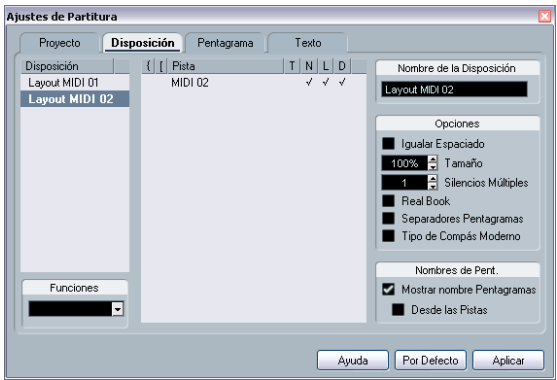 Ajustes de Partitura
Proyecto Disposición Pentagrama Texto
Disposición
Layout MIDI 01
Layout MIDI 02
Funciones
{ [ Pista T N L D
MIDI 02 √ √ √
Nombre de la Disposición
Layout MIDI 02
Opciones
Igualar Espaciado
100% Tamaño
1 Silencios Múltiples
Real Book
Separadores Pentagramas
Tipo de Compás Moderno
Nombres de Pent.
Mostrar nombre Pentagramas
Desde las Pistas
Ayuda Por Defecto Aplicar